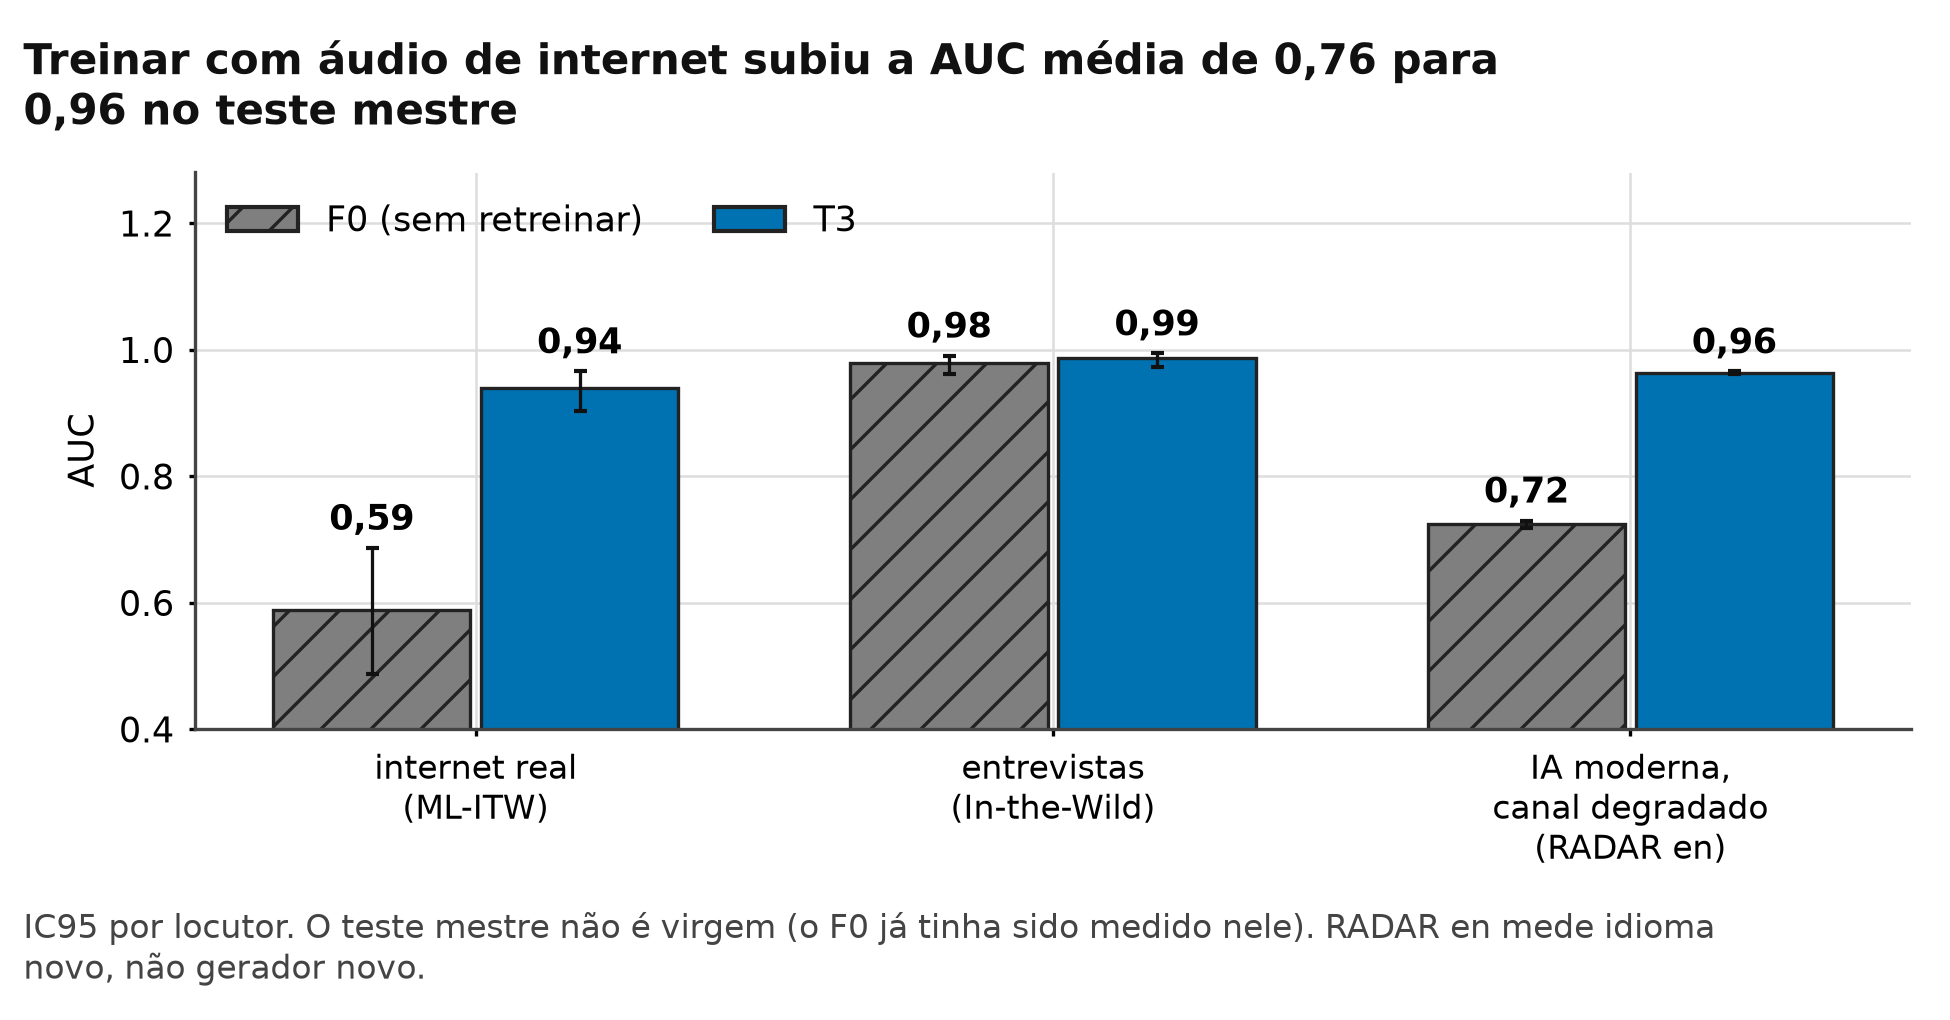 Treinar com áudio de internet subiu a AUC média de 0,76 para
0,96 no teste mestre
F0 (sem retreinar)
T3
AUC
1.2
1.0
0.8
0.6
0.4
0,59
0,94
0,98
0,99
0,72
0,96
internet real
(ML-ITW)
entrevistas
(In-the-Wild)
IA moderna,
canal degradado
(RADAR en)
IC95 por locutor. O teste mestre não é virgem (o F0 já tinha sido medido nele). RADAR en mede idioma
novo, não gerador novo.